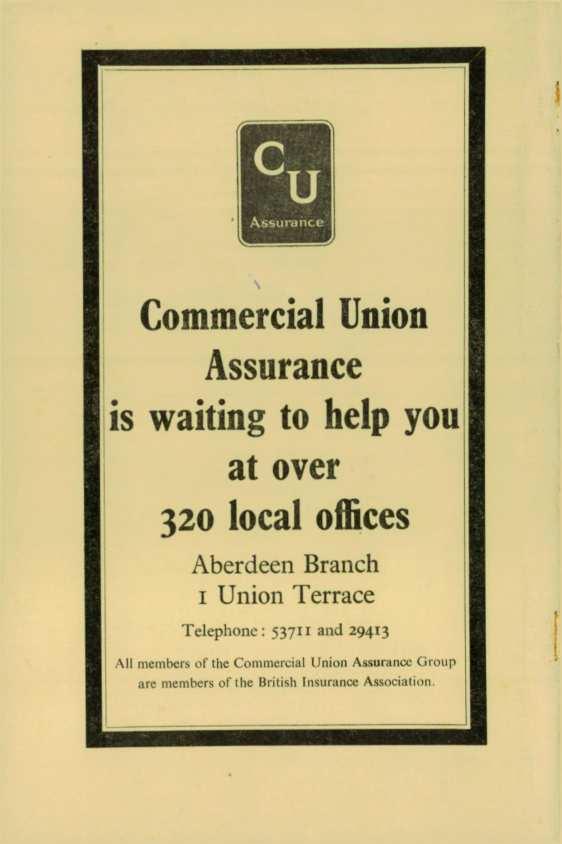 C
U
Assurance
Commercial Union
Assurance
is waiting to help you
at over
320 local offices
Aberdeen Branch
1 Union Terrace
Telephone: 53711 and 29413
All members of the Commercial Union Assurance Group
are members of the British Insurance Association.